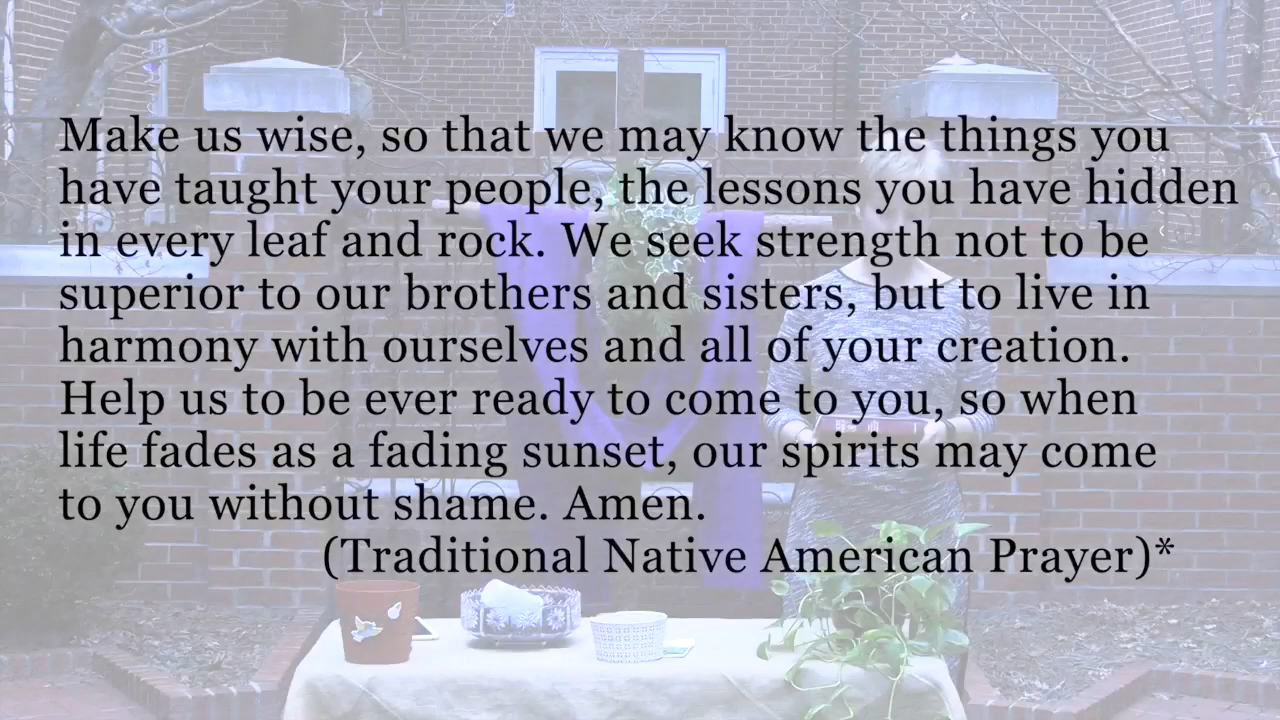 Make us wise, so that we may know the things you
have taught your people, the lessons you have hidden
in every leaf and rock. We seek strength not to be
superior to our brothers and sisters, but to live in
harmony with ourselves and all of your creation.
Help us to be ever ready to come to you, so when
life fades as a fading sunset, our spirits may come
to you without shame. Amen.
(Traditional Native American Prayer)*